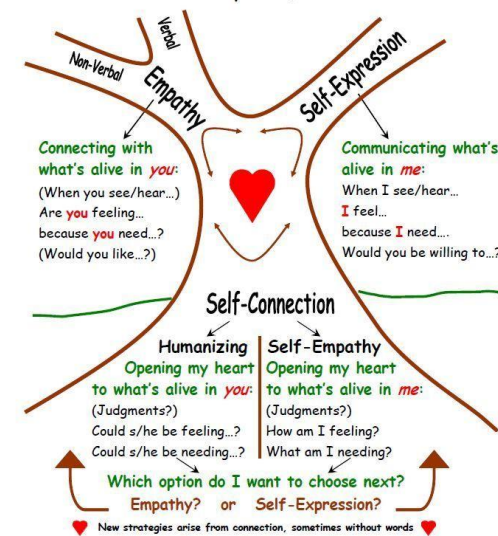 Verbal
Non-Verbal
Empathy
Self-Expression
Connecting with
what's alive in you:
(When you see/hear...)
Are you feeling...
because you need...?
(Would you like...?)
Communicating what's
alive in me:
When I see/hear...
I feel...
because I need....
Would you be willing to...?
Self-Connection
Humanizing
Opening my heart
to what's alive in you:
(Judgments?)
Could s/he be feeling...?
Could s/he be needing...?
Self-Empathy
Opening my heart
to what's alive in me:
(Judgments?)
How am I feeling?
What am I needing?
Which option do I want to choose next?
Empathy? or Self-Expression?
New strategies arise from connection, sometimes without words